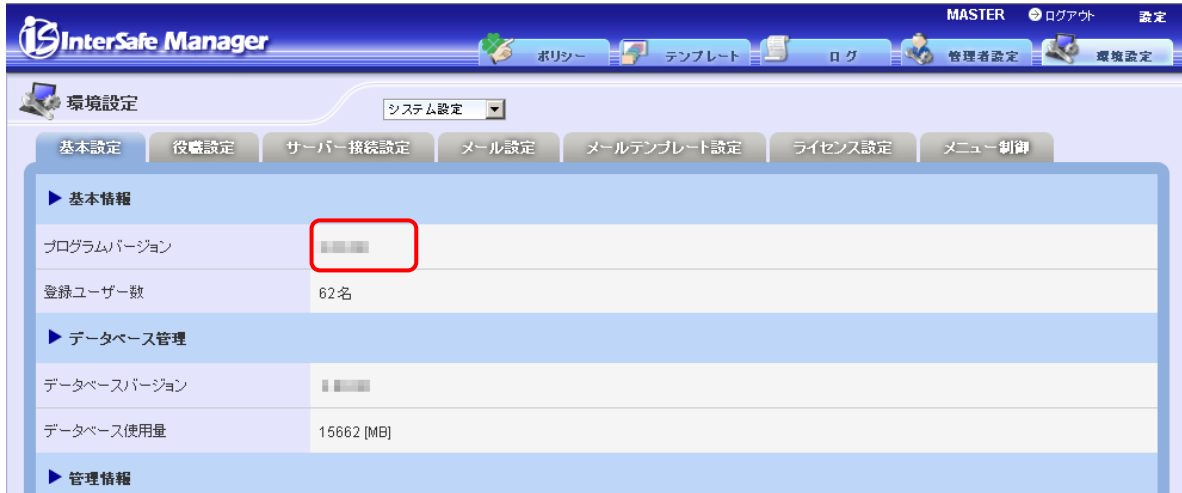 MASTER ログアウト 設定
InterSafe Manager
ポリシー テンプレート ログ 管理者設定 環境設定
環境設定 システム設定
基本設定 役職設定 サーバー接続設定 メール設定 メールテンプレート設定 ライセンス設定 メニュー制御
基本情報
プログラムバージョン
登録ユーザー数 62名
データベース管理
データベースバージョン
データベース使用量 15662 [MB]
管理情報